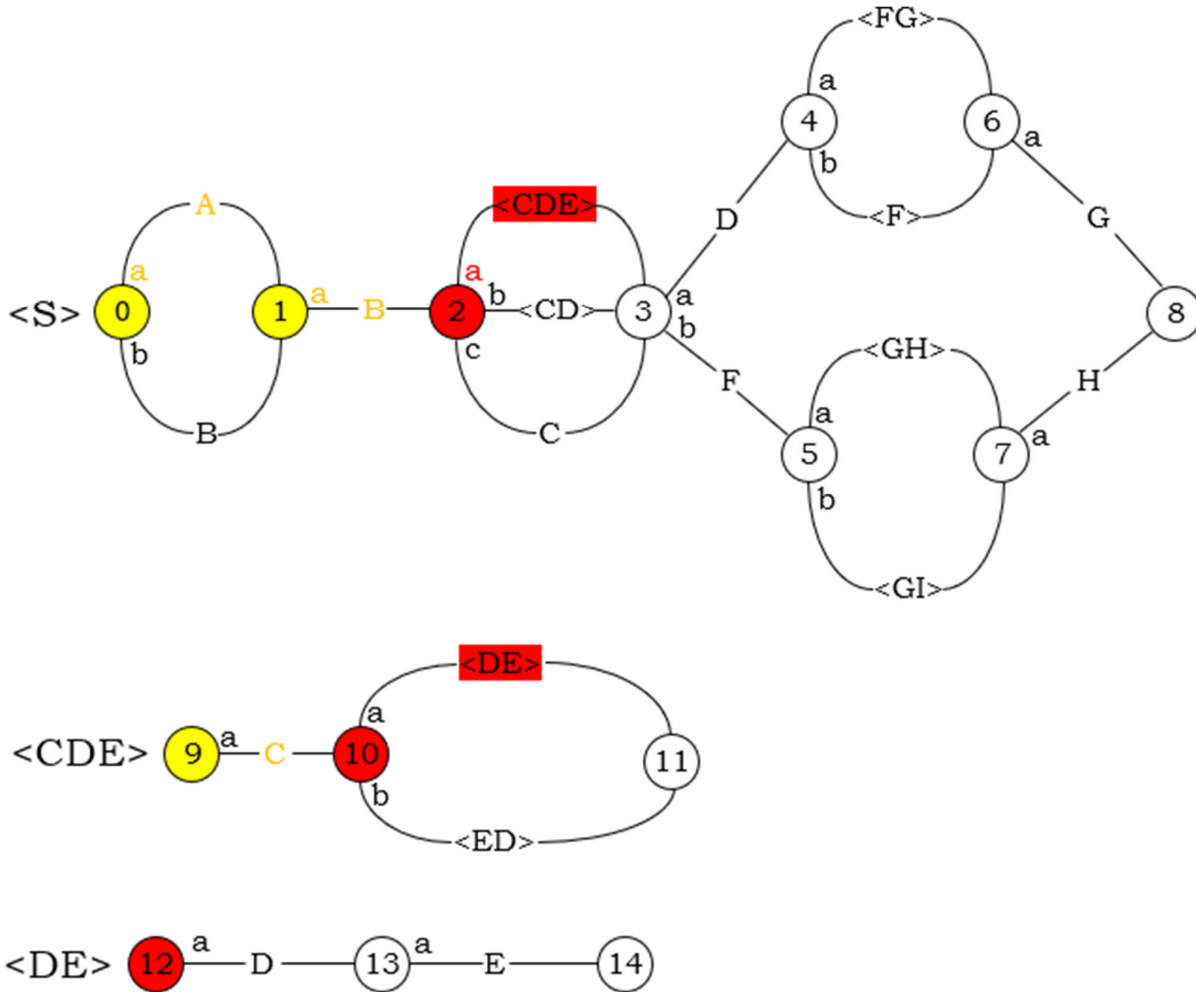 <FG>
4 a 6 a
b
<F>
A <CDE> D G
a a a
<S> 0 1 a B 2 b <CD> 3 b 8
b c
<GH>
F H
B C a
5 7 a
b
<GI>
<DE>
a
<CDE> 9 a C 10 11
b
<ED>
<DE> 12 a D 13 a E 14